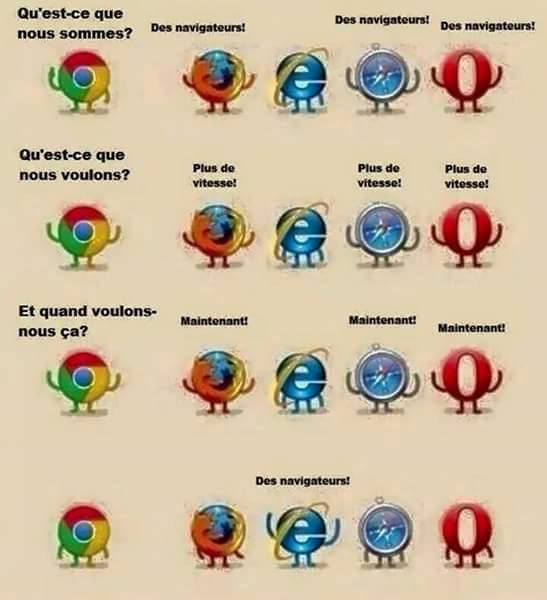 Qu'est-ce que
nous sommes?
Des navigateurs!
Des navigateurs!
Des navigateurs!
Qu'est-ce que
nous voulons?
Plus de
vitesse!
Plus de
vitesse!
Plus de
vitesse!
Et quand voulons-
nous ça?
Maintenant!
Maintenant!
Maintenant!
Des navigateurs!